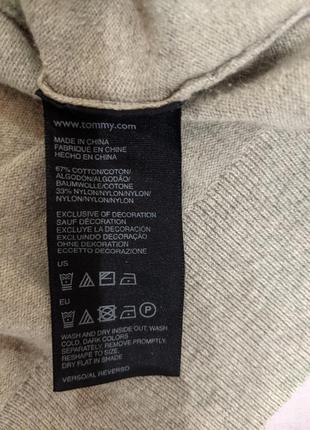 www.tommy.com
MADE IN CHINA
FABRIQUE EN CHINE
HECHO EN CHINA
67% COTTON/COTON/
ALGODON/ALGODÃO/
BAUMWOLLE/COTONE
33% NYLON/NYLON/NYLON/
NYLON/NYLON/NYLON
EXCLUSIVE OF DECORATION
SAUF DÉCORATION
EXCLUYE DECORACIÓN
EXCLUINDO DECORAÇÃO
OHNE DEKORATION
ECCETTO DECORAZIONE
US
EU
WASH AND DRY INSIDE OUT, WASH
COLD, DARK COLORS
SEPARATELY, REMOVE PROMPTLY.
RESHAPE TO SIZE.
DRY FLAT IN SHADE
VERSO/AL REVERSO